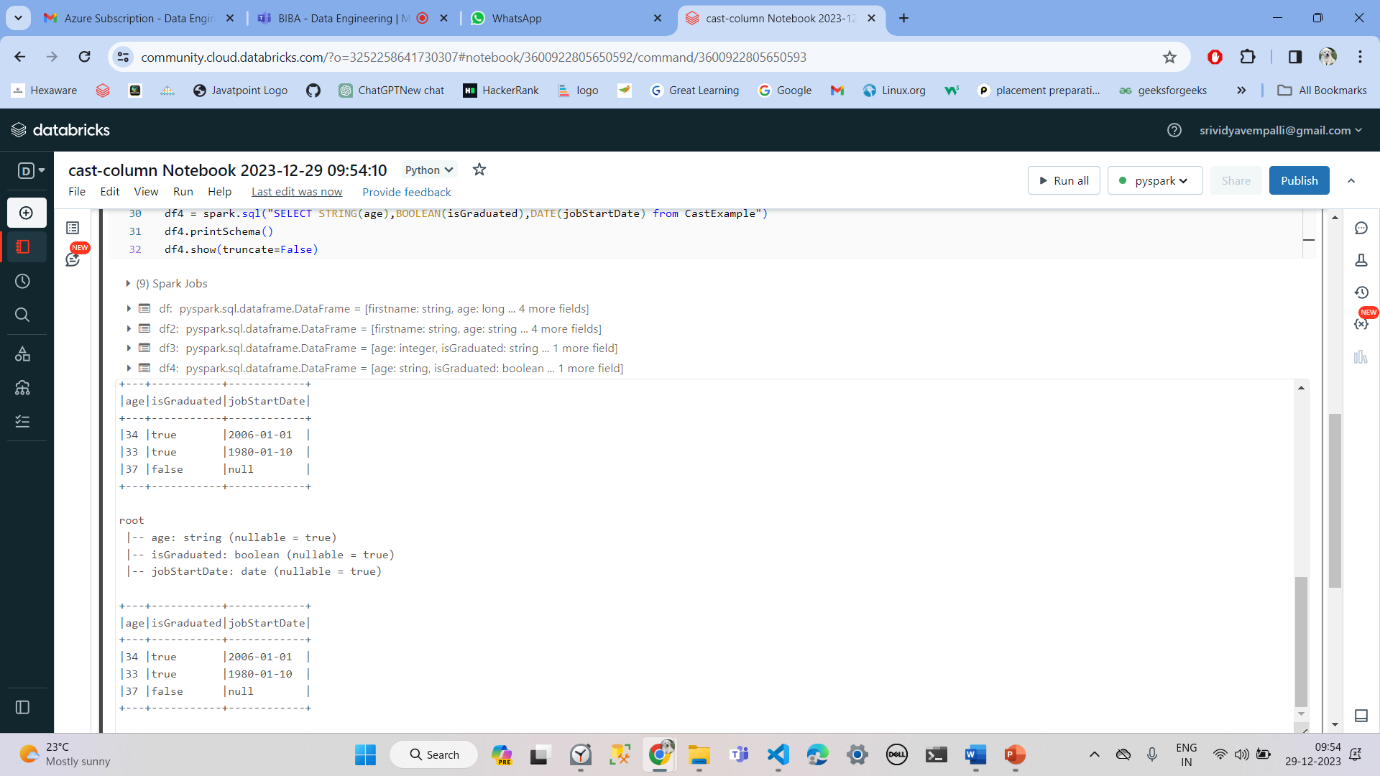 Azure Subscription - Data Engin
BIBA - Data Engineering | M
WhatsApp
cast-column Notebook 2023-12
community.cloud.databricks.com/?o=3252258641730307#notebook/3600922805650592/command/3600922805650593
Hexaware
Javatpoint Logo
ChatGPTNew chat
HackerRank
logo
Great Learning
Google
Linux.org
placement preparati...
geeksforgeeks
»
All Bookmarks
databricks
srividyavempalli@gmail.com
D
cast-column Notebook 2023-12-29 09:54:10
Python
File Edit View Run Help Last edit was now Provide feedback
Run all
pyspark
Share
Publish
NEW
NEW
30 df4 = spark.sql("SELECT STRING(age),BOOLEAN(isGraduated),DATE(jobStartDate) from CastExample")
31 df4.printSchema()
32 df4.show(truncate=False)
(9) Spark Jobs
df: pyspark.sql.dataframe.DataFrame = [firstname: string, age: long ... 4 more fields]
df2: pyspark.sql.dataframe.DataFrame = [firstname: string, age: string ... 4 more fields]
df3: pyspark.sql.dataframe.DataFrame = [age: integer, isGraduated: string ... 1 more field]
df4: pyspark.sql.dataframe.DataFrame = [age: string, isGraduated: boolean ... 1 more field]
+---+-----------+------------+
|age|isGraduated|jobStartDate|
+---+-----------+------------+
|34 |true       |2006-01-01  |
|33 |true       |1980-01-10  |
|37 |false      |null        |
+---+-----------+------------+
root
 |-- age: string (nullable = true)
 |-- isGraduated: boolean (nullable = true)
 |-- jobStartDate: date (nullable = true)
+---+-----------+------------+
|age|isGraduated|jobStartDate|
+---+-----------+------------+
|34 |true       |2006-01-01  |
|33 |true       |1980-01-10  |
|37 |false      |null        |
+---+-----------+------------+
23°C
Mostly sunny
Search
PRE
DELL
ENG
IN
09:54
29-12-2023